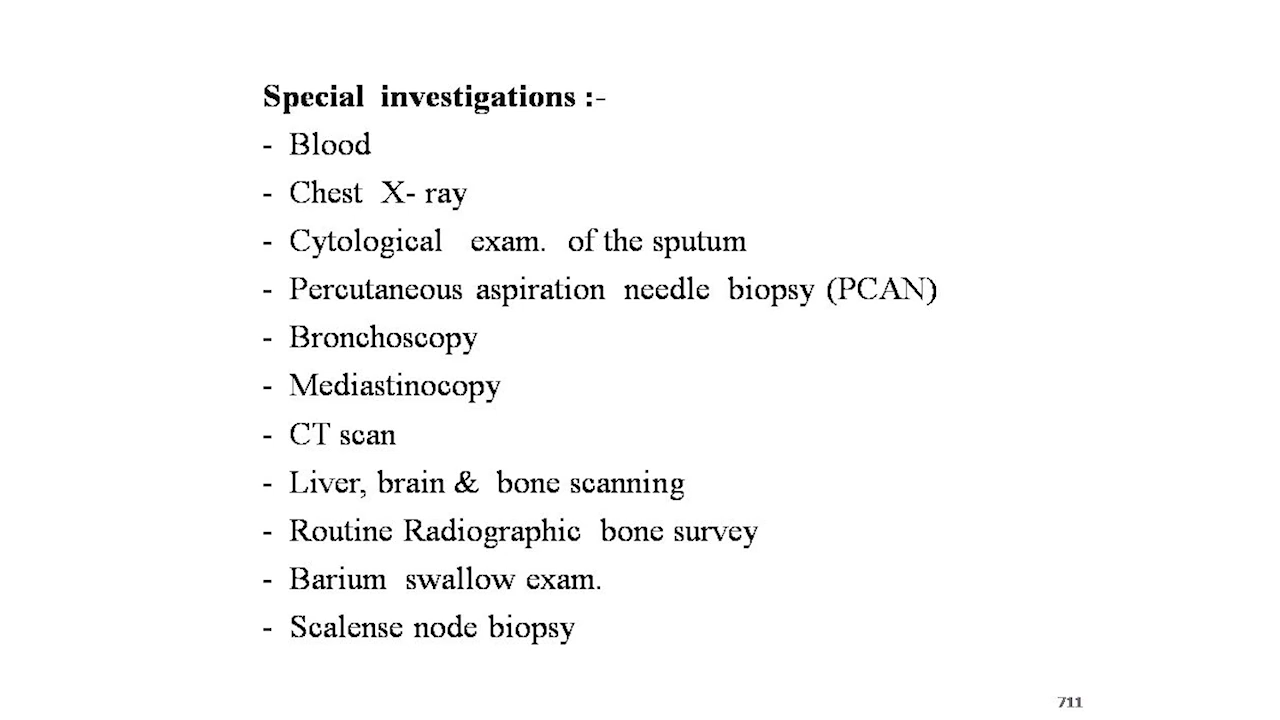 Special investigations :-
- Blood
- Chest X- ray
- Cytological exam. of the sputum
- Percutaneous aspiration needle biopsy (PCAN)
- Bronchoscopy
- Mediastinocopy
- CT scan
- Liver, brain & bone scanning
- Routine Radiographic bone survey
- Barium swallow exam.
- Scalense node biopsy
711